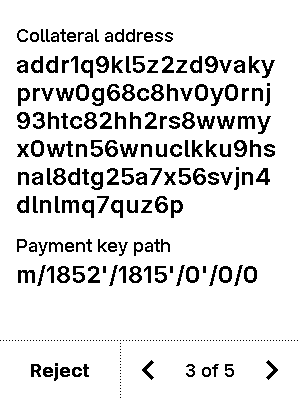 Collateral address
addr1q9kl5z2zd9vaky
prvw0g68c8hv0y0rnj
93htc82hh2rs8wwmy
x0wtn56wnuclkku9hs
nal8dtg25a7x56svjn4
dlnlmq7quz6p
Payment key path
m/1852'/1815'/0'/0/0
Reject
3 of 5